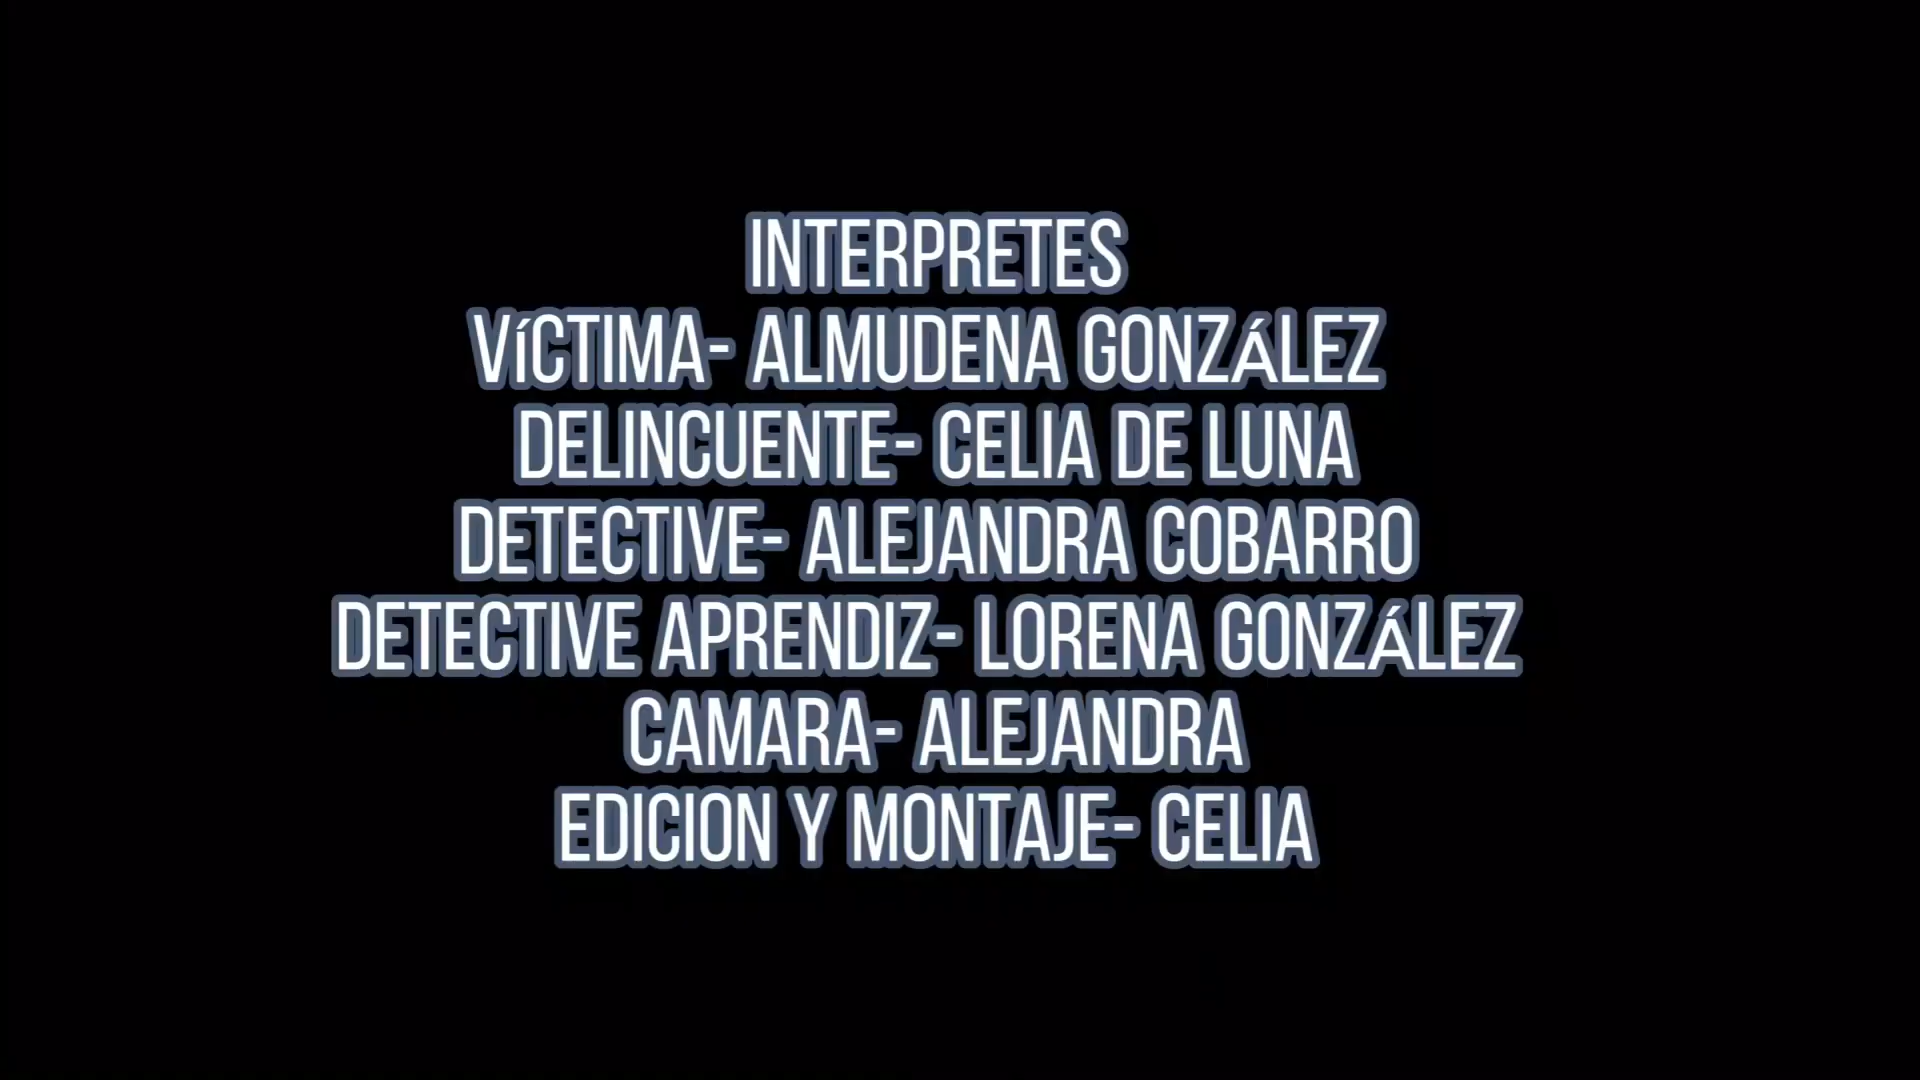 INTERPRETES
VíCTIMA- ALMUDENA GONZÁLEZ
DELINCUENTE- CELIA DE LUNA
DETECTIVE- ALEJANDRA COBARRO
DETECTIVE APRENDIZ- LORENA GONZÁLEZ
CAMARA- ALEJANDRA
EDICION Y MONTAJE- CELIA